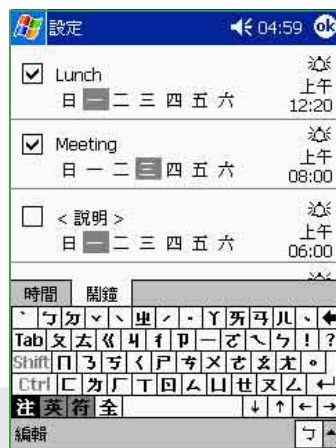 設定 04:59 ok
Lunch
日 一 二 三 四 五 六
上午
12:20
Meeting
日 一 二 三 四 五 六
上午
08:00
< 說明 >
日 一 二 三 四 五 六
上午
06:00
時間 鬧鐘
ˋ ㄅ ㄉ ˇ ˋ ㄓ ˊ ˙ ㄚ ㄞ ㄢ ㄦ 、
Tab ㄆ ㄊ ㄍ ㄐ ㄔ ㄗ ㄧ ㄛ ㄟ ㄣ ! ?
Shift ㄇ ㄋ ㄎ ㄑ ㄕ ㄘ ㄨ ㄜ ㄠ ㄤ 。
Ctrl ㄈ ㄌ ㄏ ㄒ ㄖ ㄙ ㄩ ㄝ ㄡ ㄥ ↵
注 英 符 全 ↓ ↑ ← →
編輯 ㄅ